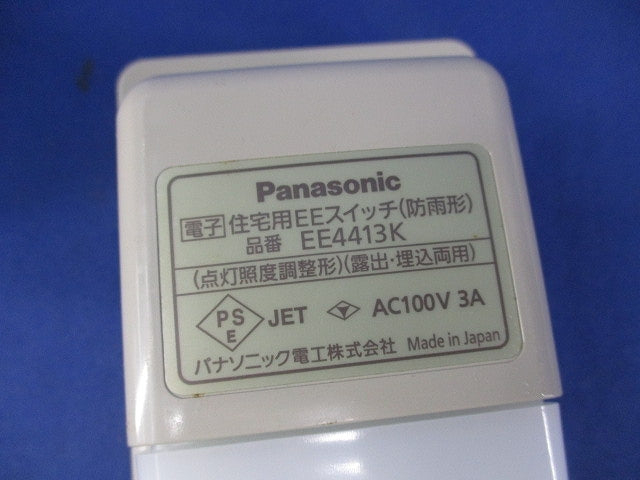 Panasonic
電子 住宅用EEスイッチ(防雨形)
品番 EE4413K
(点灯照度調整形)(露出・埋込両用)
PS E JET AC100V 3A
パナソニック電工株式会社 Made in Japan